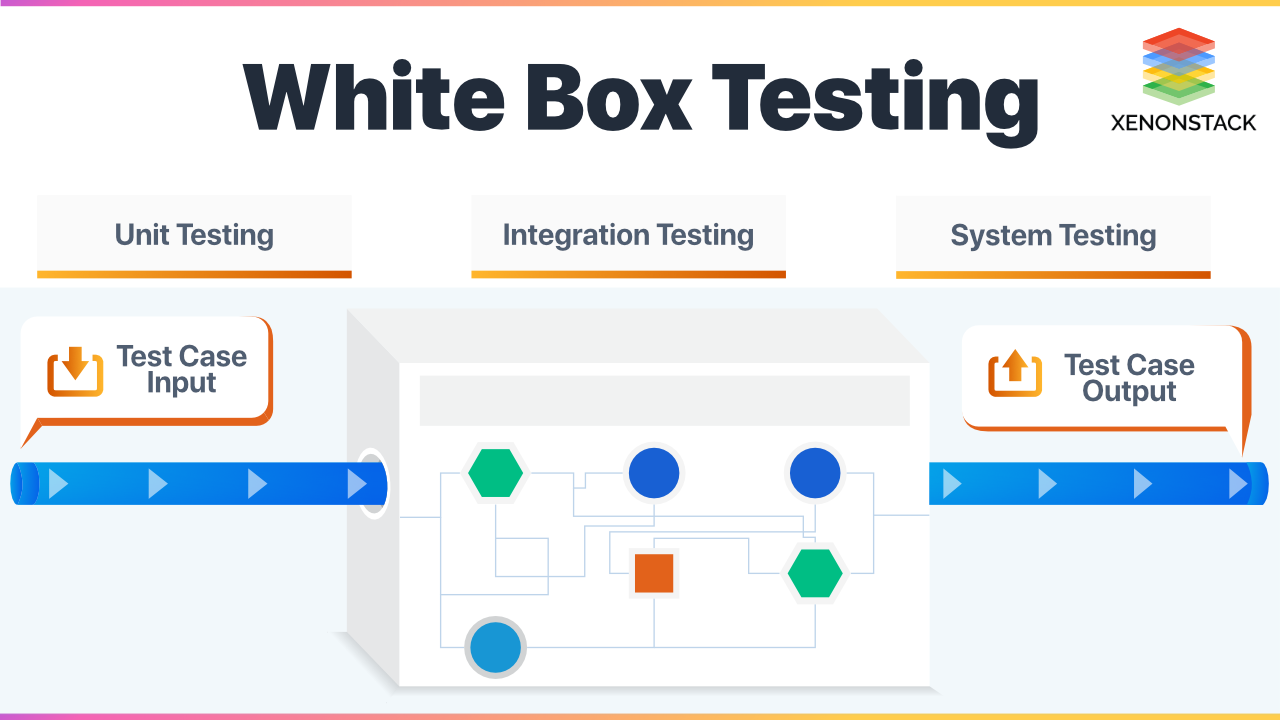 White Box Testing
XENONSTACK
Unit Testing
Integration Testing
System Testing
Test Case
Input
Test Case
Output